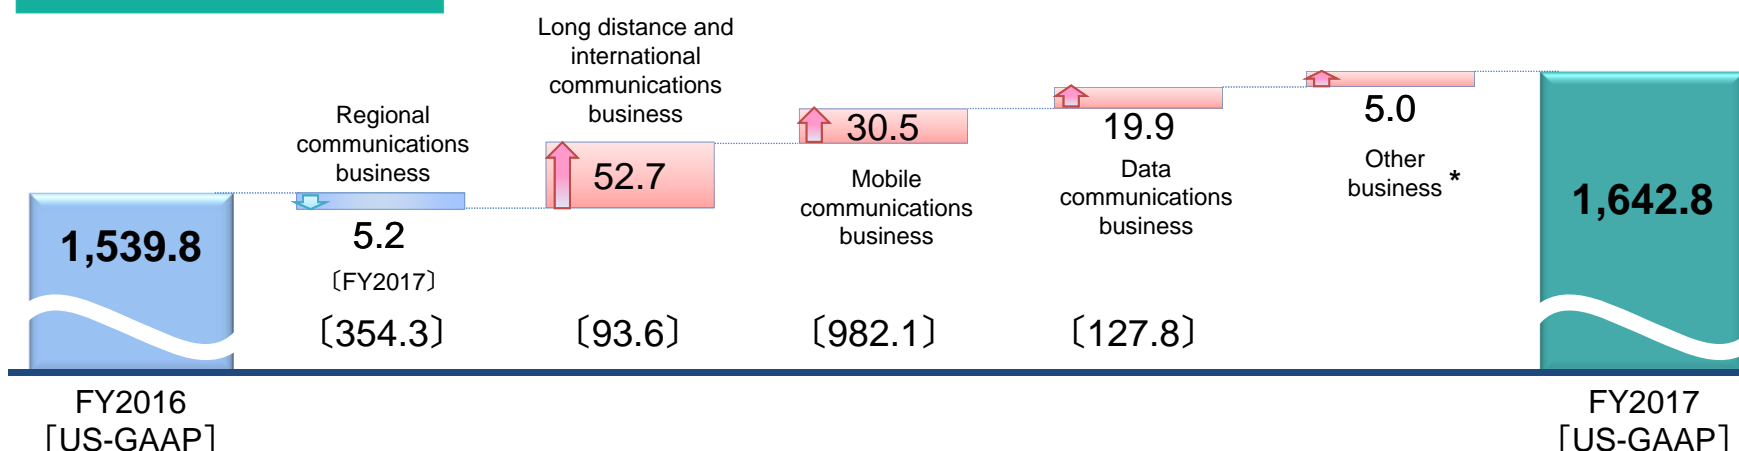 Long distance and
international
communications
business
Regional
communications
business
30.5
19.9
5.0
52.7
Mobile
communications
business
Data
communications
business
Other
business *
1,539.8
5.2
1,642.8
〔FY2017〕
〔354.3〕
〔93.6〕
〔982.1〕
〔127.8〕
FY2016
［US-GAAP］
FY2017
［US-GAAP］